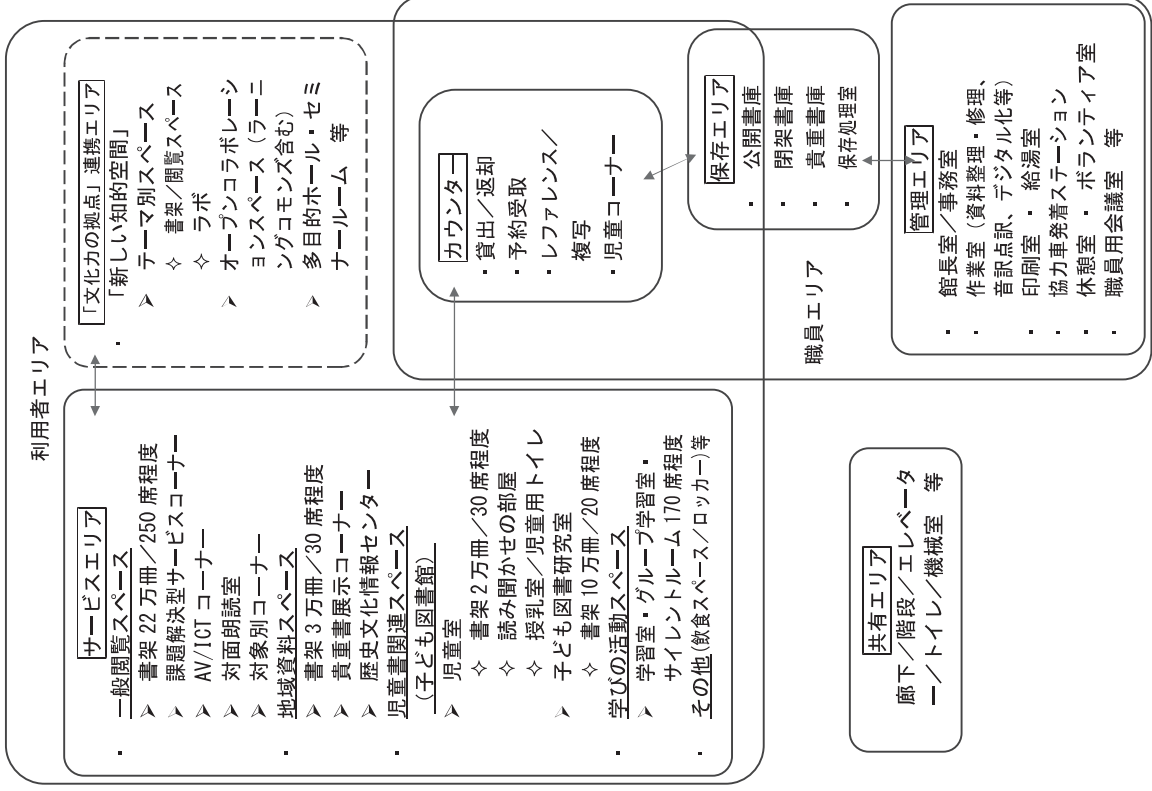 利用者エリア
サービスエリア
・ 一般閲覧スペース
➢ 書架 22 万冊／250 席程度
➢ 課題解決型サービスコーナー
➢ AV/ICT コーナー
➢ 対面朗読室
➢ 対象別コーナー
・ 地域資料スペース
➢ 書架 3 万冊／30 席程度
➢ 貴重書展示コーナー
➢ 歴史文化情報センター
・ 児童書関連スペース
（子ども図書館）
➢ 児童室
✧ 書架 2 万冊／30 席程度
✧ 読み聞かせの部屋
✧ 授乳室／児童用トイレ
➢ 子ども図書研究室
✧ 書架 10 万冊／20 席程度
・ 学びの活動スペース
➢ 学習室・グループ学習室・
サイレントルーム 170 席程度
・ その他(飲食スペース／ロッカー)等
「文化力の拠点」連携エリア
・ 「新しい知的空間」
➢ テーマ別スペース
✧ 書架／閲覧スペース
✧ ラボ
➢ オープンコラボレーシ
ョンスペース（ラーニ
ングコモンズ含む）
➢ 多目的ホール・セミ
ナールーム 等
カウンター
・貸出／返却
・予約受取
・レファレンス／
複写
・児童コーナー
保存エリア
・ 公開書庫
・ 閉架書庫
・ 貴重書庫
・ 保存処理室
職員エリア
管理エリア
・ 館長室／事務室
・ 作業室（資料整理・修理、
音訳点訳、デジタル化等）
・ 印刷室・給湯室
・ 協力車発着ステーション
・ 休憩室・ボランティア室
・ 職員用会議室 等
共有エリア
廊下／階段／エレベータ
ー／トイレ／機械室 等